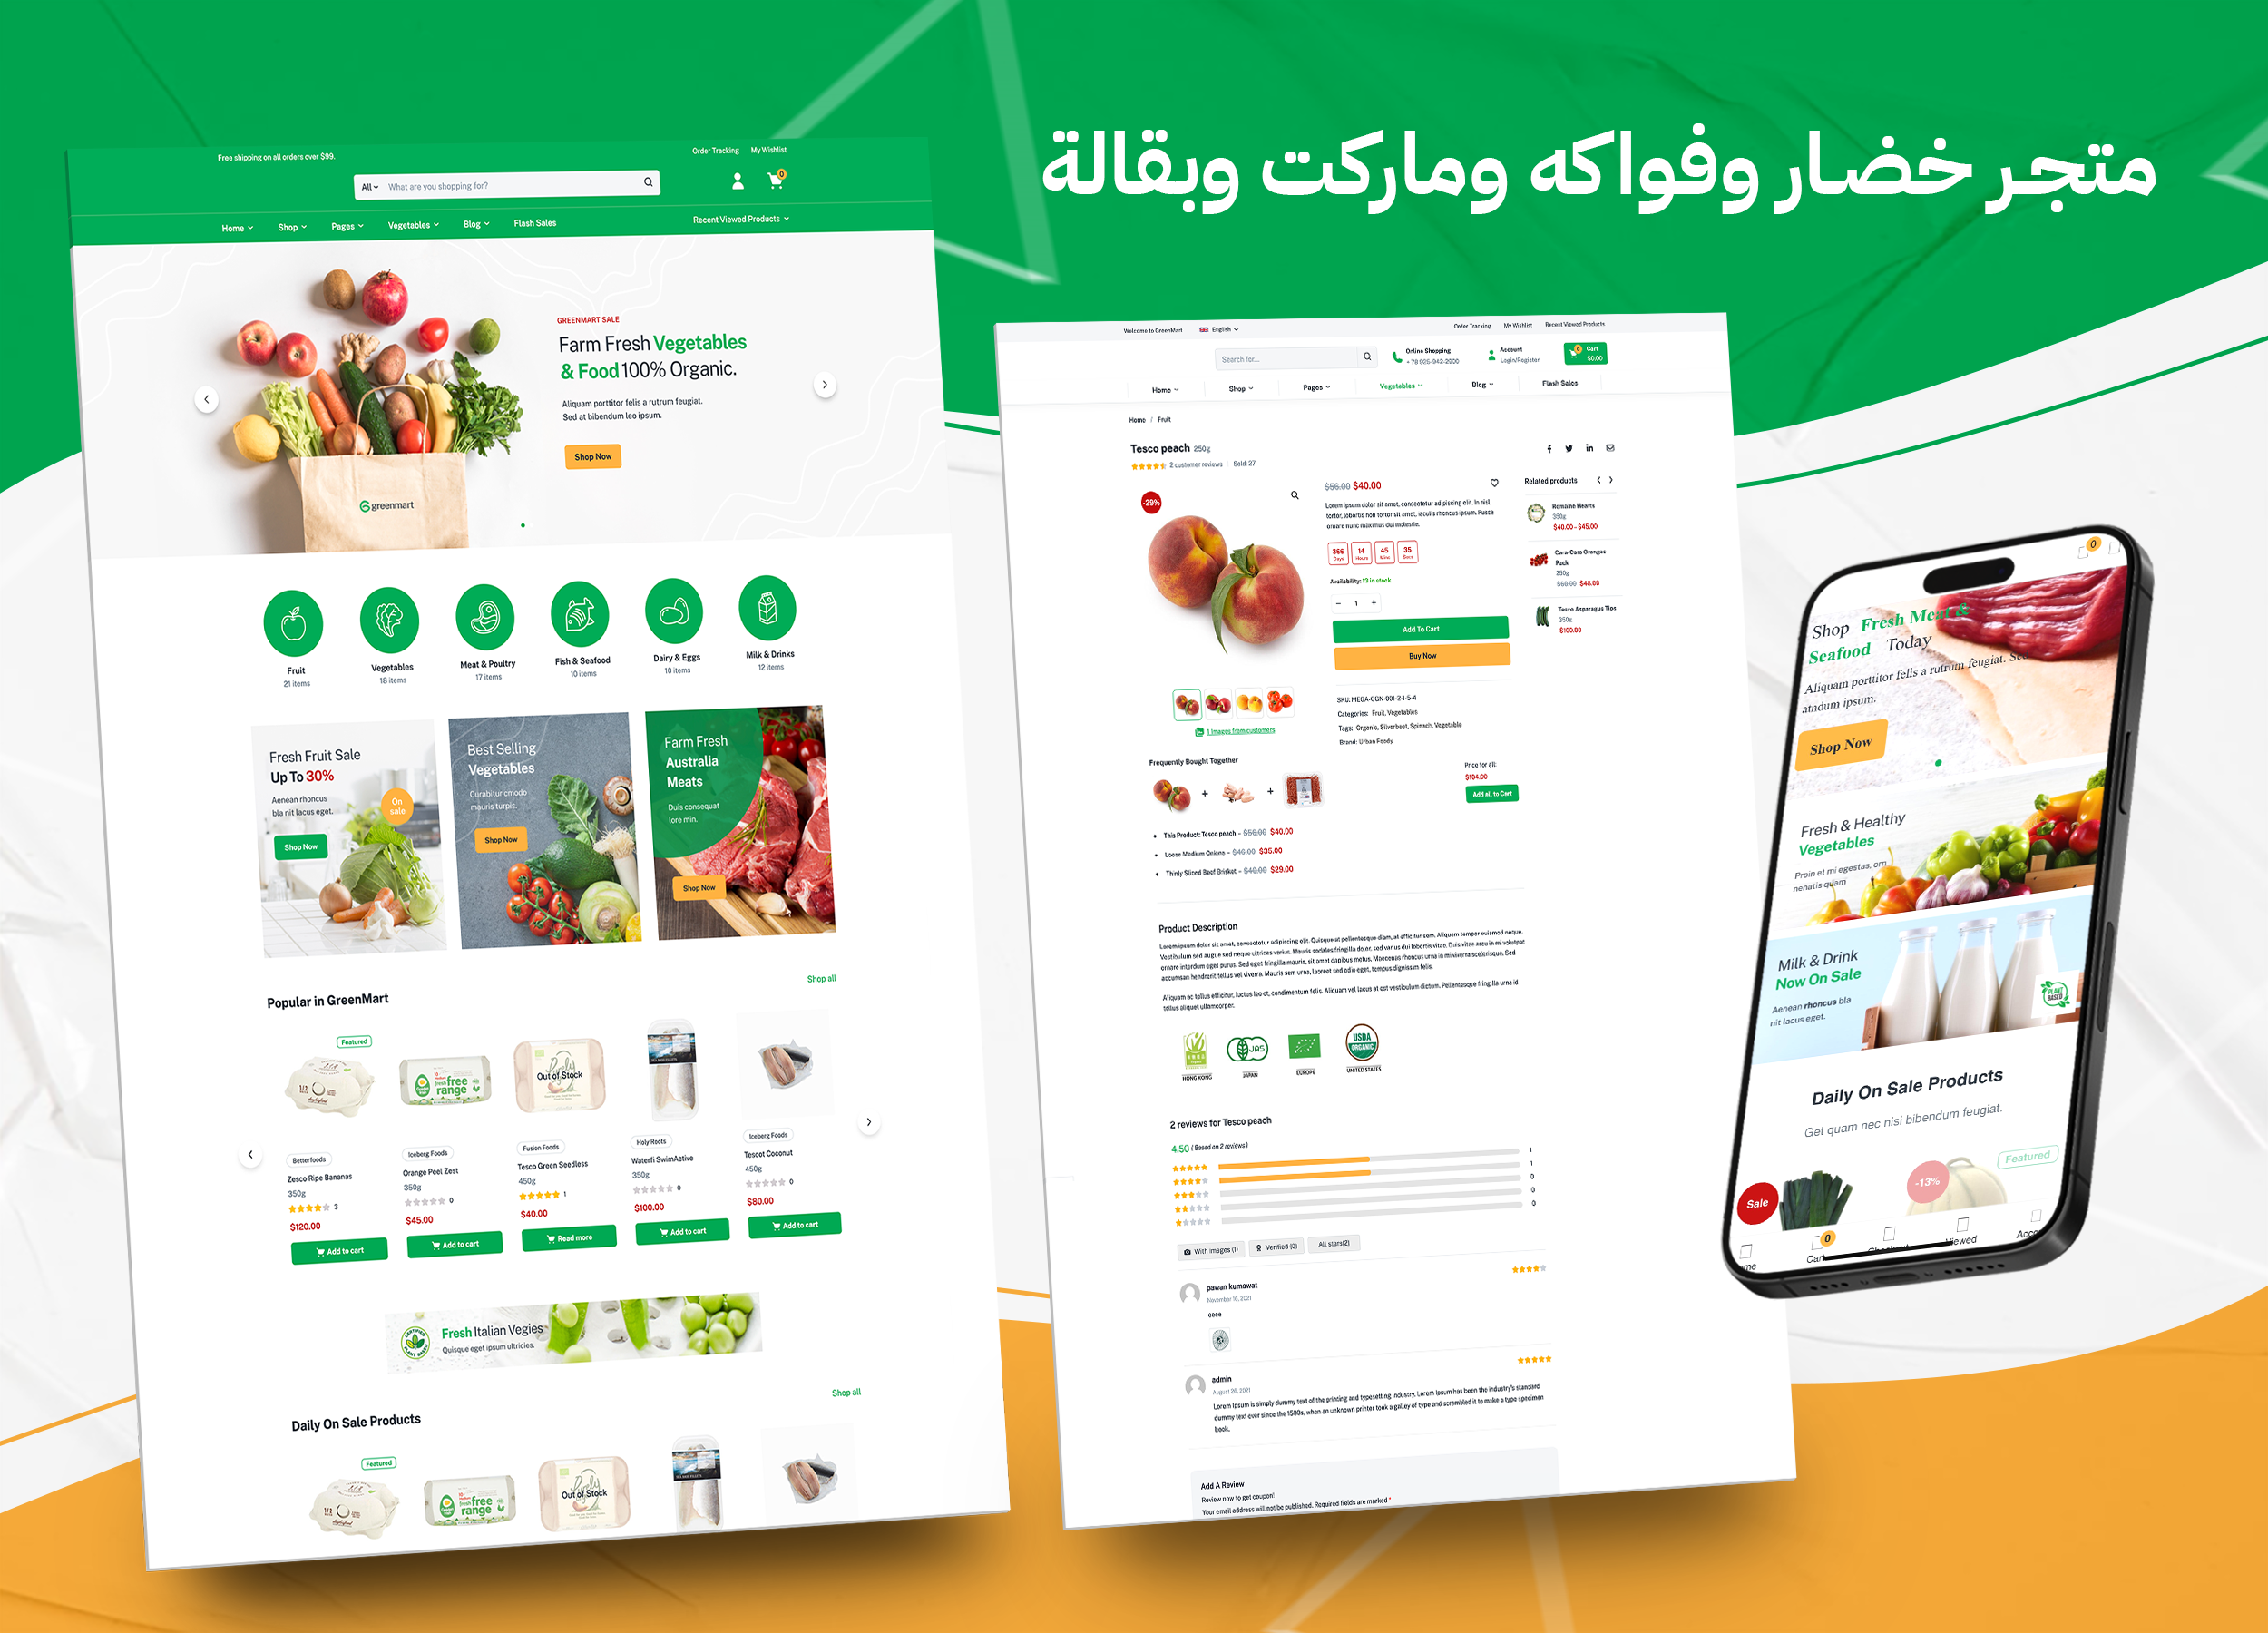 متجر خضار وفواكه وماركت وبقالة
Free shipping on all orders over $99.
Order Tracking My Wishlist
All What are you shopping for?
0
Home Shop Pages Vegetables Blog Flash Sales Recent Viewed Products
GREENMART SALE
Farm Fresh Vegetables
& Food 100% Organic.
Aliquam porttitor felis a rutrum feugiat.
Sed at bibendum leo ipsum.
Shop Now
greenmart
Fruit
21 items
Vegetables
18 items
Meat & Poultry
17 items
Fish & Seafood
10 items
Dairy & Eggs
10 items
Milk & Drinks
12 items
Fresh Fruit Sale
Up To 30%
Aenean rhoncus
bla nit lacus eget.
On
sale
Shop Now
Best Selling
Vegetables
Curabitur cmodo
mauris turpis.
Shop Now
Farm Fresh
Australia
Meats
Duis consequat
lore min.
Shop Now
Popular in GreenMart
Shop all
Featured
free
range
Out of Stock
Betterfoods
Zesco Ripe Bananas
350g
3
$120.00
Add to cart
Iceberg Foods
Orange Peel Zest
350g
0
$45.00
Add to cart
Fusion Foods
Tesco Green Seedless
450g
1
$40.00
Read more
Holy Roots
Waterfi SwimActive
350g
0
$100.00
Add to cart
Iceberg Foods
Tescot Coconut
450g
0
$80.00
Add to cart
CERTIFIED
PLANT BASED
Fresh Italian Vegies
Quisque eget ipsum ultricies.
Shop all
Daily On Sale Products
Featured
free
range
Out of Stock
Welcome to GreenMart English
Order Tracking My Wishlist Recent Viewed Products
Search for...
Online Shopping
+ 78 905-942-2900
Account
Login/Register
0
Cart
$0.00
Home Shop Pages Vegetables Blog Flash Sales
Home / Fruit
Tesco peach 250g
2 customer reviews Sold: 27
-29%
$56.00 $40.00
Lorem ipsum dolor sit amet, consectetur adipiscing elit. In nisl
tortor, lobortis non tortor sit amet, iaculis rhoncus ipsum. Fusce
ornare nunc maximus dui molestie.
366 14 45 35
Days Hours Mins Secs
Availability: 13 in stock
- 1 +
Add To Cart
Buy Now
Related products
Romaine Hearts
350g
$40.00 - $45.00
Cara-Cara Oranges
Pack
250g
$60.00 $48.00
Tesco Asparagus Tips
350g
$100.00
1 Images from customers
SKU: MEGA-OGN-001-2-1-5-4
Categories: Fruit, Vegetables
Tags: Organic, Silverbeet, Spinach, Vegetable
Brand: Urban Foody
Frequently Bought Together
+ +
Price for all:
$104.00
Add all to Cart
This Product: Tesco peach - $56.00 $40.00
Loose Medium Onions - $46.00 $35.00
Thinly Sliced Beef Brisket - $40.00 $29.00
Product Description
Lorem ipsum dolor sit amet, consectetur adipiscing elit. Quisque at pellentesque diam, at efficitur sem. Aliquam tempor euismod neque.
Vestibulum sed augue sed neque ultrices varius. Mauris sodales fringilla dolor, sed varius dui lobortis vitae. Duis vitae arcu in mi volutpat
ornare interdum eget purus. Sed eget fringilla mauris, sit amet dapibus metus. Maecenas rhoncus urna in mi viverra scelerisque. Sed
accumsan hendrerit tellus vel viverra. Mauris sem urna, laoreet sed odio eget, tempus dignissim felis.
Aliquam ac tellus efficitur, luctus leo et, condimentum felis. Aliquam vel lacus at est vestibulum dictum. Pellentesque fringilla urna id
tellus aliquet ullamcorper.
HONG KONG
JAS
JAPAN
EUROPE
USDA
ORGANIC
UNITED STATES
2 reviews for Tesco peach
4.50 ( Based on 2 reviews )
1
1
0
0
0
With images (1) Verified (0) All stars(2)
pawan kumawat
November 16, 2021
eeee
admin
August 26, 2021
Lorem Ipsum is simply dummy text of the printing and typesetting industry. Lorem Ipsum has been the industry's standard
dummy text ever since the 1500s, when an unknown printer took a galley of type and scrambled it to make a type specimen
book.
Add A Review
Review now to get coupon!
Your email address will not be published. Required fields are marked *
0
Shop Fresh Meat &
Seafood Today
Aliquam porttitor felis a rutrum feugiat. Sed
atndum ipsum.
Shop Now
Fresh & Healthy
Vegetables
Proin et mi egestas, orn
nenatis quam
Milk & Drink
Now On Sale
Aenean rhoncus bla
nit lacus eget.
PLANT
BASED
Daily On Sale Products
Get quam nec nisi bibendum feugiat.
Sale
-13%
Featured
0